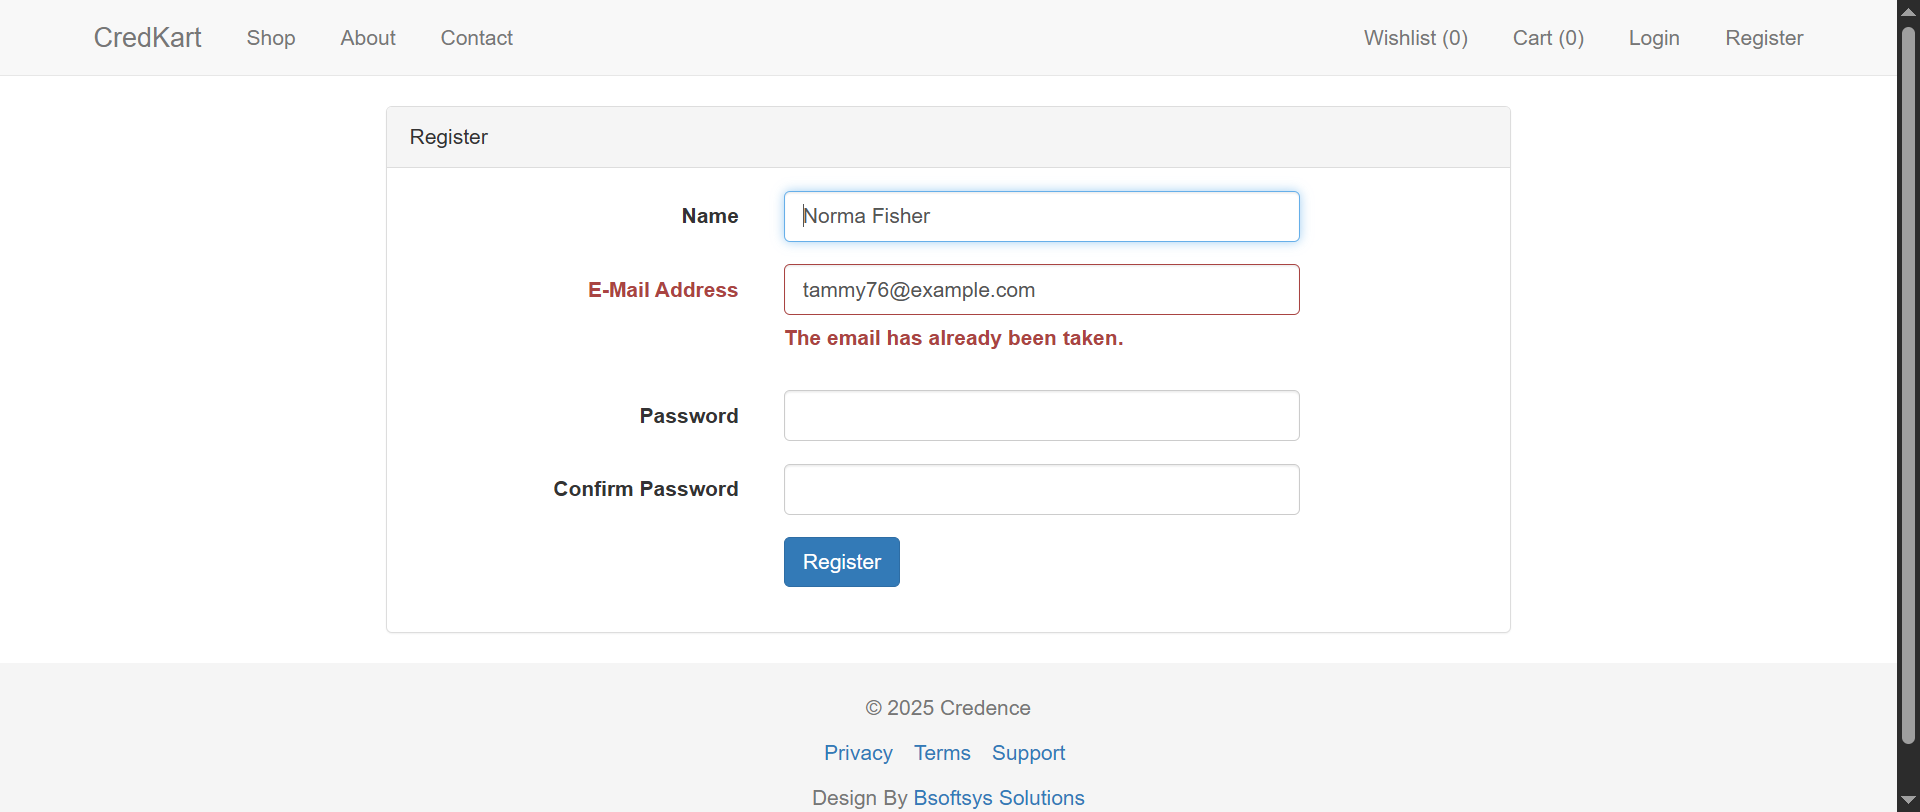 CredKart Shop About Contact Wishlist (0) Cart (0) Login Register
Register
Name Norma Fisher
E-Mail Address tammy76@example.com
The email has already been taken.
Password
Confirm Password
Register
© 2025 Credence
Privacy Terms Support
Design By Bsoftsys Solutions